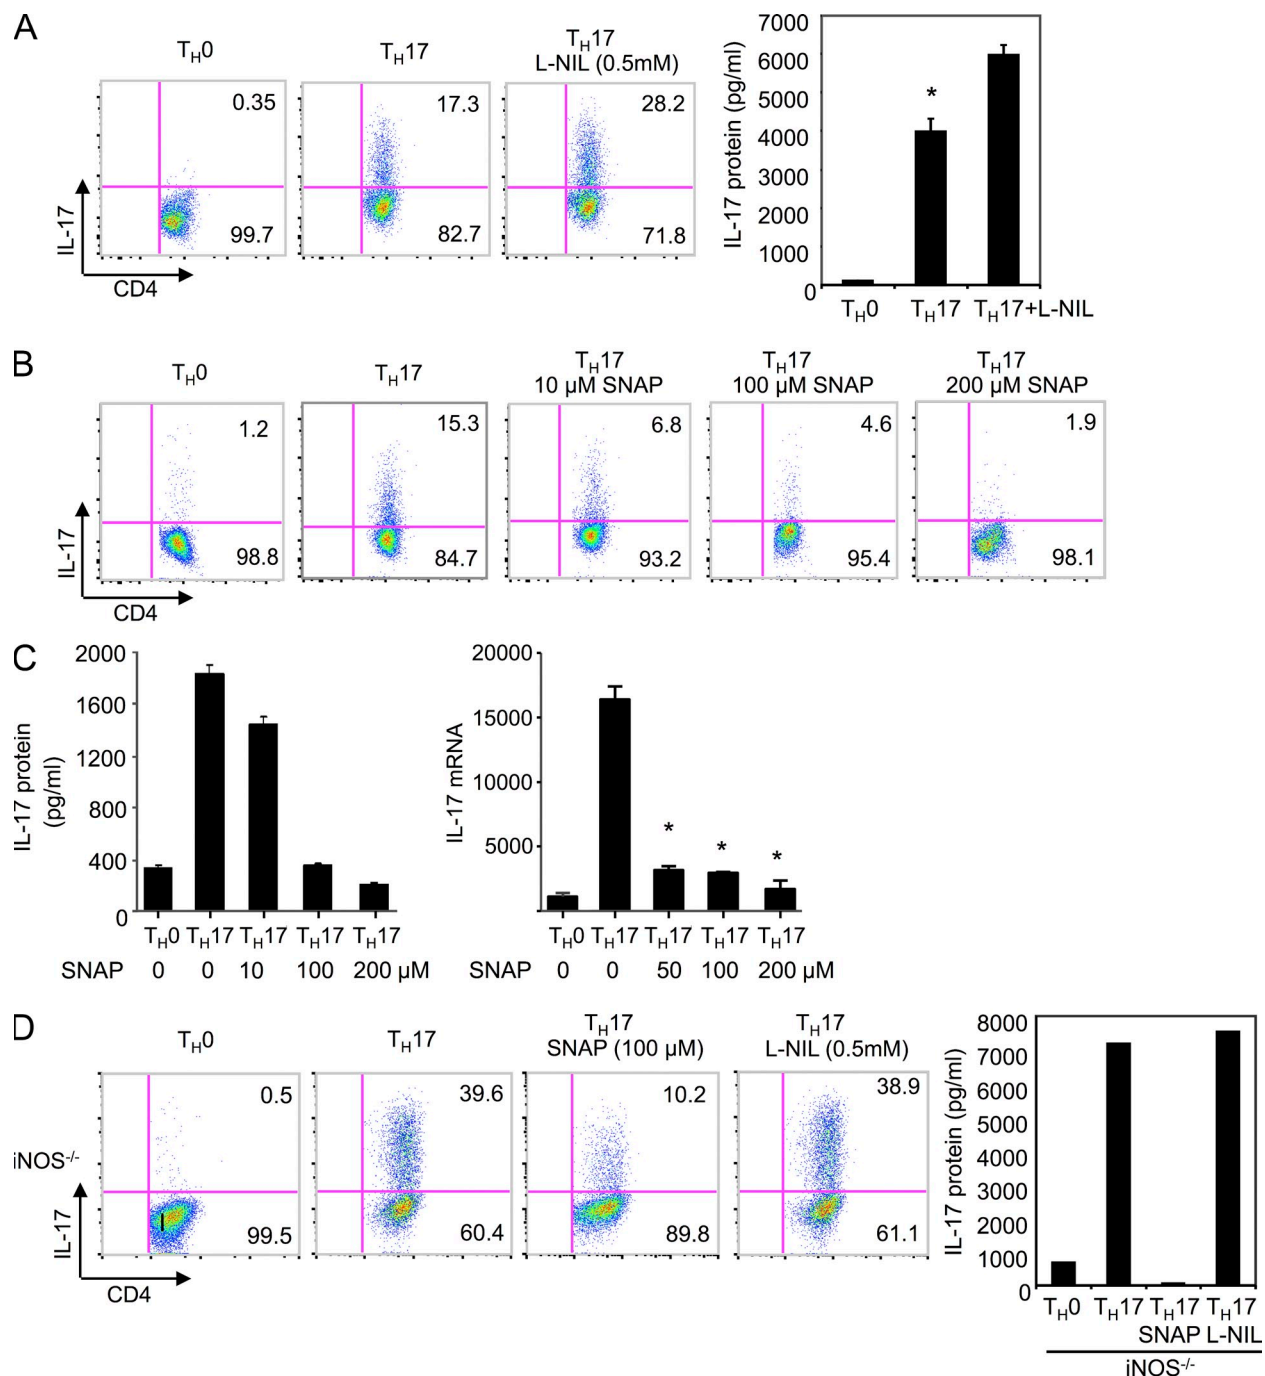 A
TH0
TH17
TH17
L-NIL (0.5mM)
0.35
17.3
28.2
99.7
82.7
71.8
IL-17
CD4
IL-17 protein (pg/ml)
7000
6000
5000
4000
3000
2000
1000
0
*
TH0 TH17 TH17+L-NIL
B
TH0
TH17
TH17
10 µM SNAP
TH17
100 µM SNAP
TH17
200 µM SNAP
1.2
15.3
6.8
4.6
1.9
98.8
84.7
93.2
95.4
98.1
IL-17
CD4
C
IL-17 protein
(pg/ml)
2000
1600
1200
800
400
0
TH0 TH17 TH17 TH17 TH17
SNAP 0 0 10 100 200 µM
IL-17 mRNA
20000
15000
10000
5000
* * *
TH0 TH17 TH17 TH17 TH17
SNAP 0 0 50 100 200 µM
D
TH0
TH17
TH17
SNAP (100 µM)
TH17
L-NIL (0.5mM)
0.5
39.6
10.2
38.9
99.5
60.4
89.8
61.1
iNOS-/-
IL-17
CD4
IL-17 protein (pg/ml)
8000
7000
6000
5000
4000
3000
2000
1000
0
TH0 TH17 TH17 TH17
SNAP L-NIL
iNOS-/-